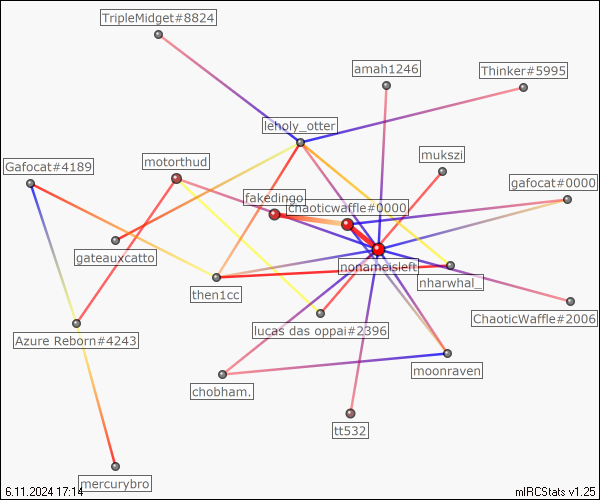 TripleMidget#8824
amah1246
Thinker#5995
leholy_otter
mukszi
motorthud
Gafocat#4189
gafocat#0000
fakedingo
chaoticwaffle#0000
gateauxcatto
nonameisleft
nharwhal_
then1cc
ChaoticWaffle#2006
lucas das oppai#2396
Azure Reborn#4243
moonraven
chobham.
tt532
mercurybro
6.11.2024 17:14
mIRCStats v1.25